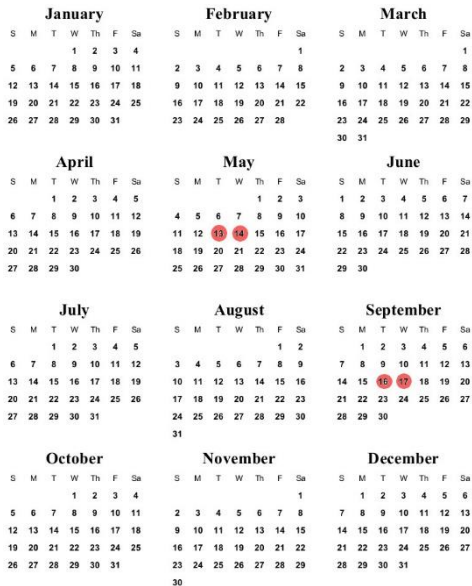 January February March
S M T W Th F Sa S M T W Th F Sa S M T W Th F Sa
1 2 3 4 1 1
5 6 7 8 9 10 11 2 3 4 5 6 7 8 2 3 4 5 6 7 8
12 13 14 15 16 17 18 9 10 11 12 13 14 15 9 10 11 12 13 14 15
19 20 21 22 23 24 25 16 17 18 19 20 21 22 16 17 18 19 20 21 22
26 27 28 29 30 31 23 24 25 26 27 28 23 24 25 26 27 28 29
30 31
April May June
S M T W Th F Sa S M T W Th F Sa S M T W Th F Sa
1 2 3 4 5 1 2 3 1 2 3 4 5 6 7
6 7 8 9 10 11 12 4 5 6 7 8 9 10 8 9 10 11 12 13 14
13 14 15 16 17 18 19 11 12 13 14 15 16 17 15 16 17 18 19 20 21
20 21 22 23 24 25 26 18 19 20 21 22 23 24 22 23 24 25 26 27 28
27 28 29 30 25 26 27 28 29 30 31 29 30
July August September
S M T W Th F Sa S M T W Th F Sa S M T W Th F Sa
1 2 3 4 5 1 2 1 2 3 4 5 6
6 7 8 9 10 11 12 3 4 5 6 7 8 9 7 8 9 10 11 12 13
13 14 15 16 17 18 19 10 11 12 13 14 15 16 14 15 16 17 18 19 20
20 21 22 23 24 25 26 17 18 19 20 21 22 23 21 22 23 24 25 26 27
27 28 29 30 31 24 25 26 27 28 29 30 28 29 30
31
October November December
S M T W Th F Sa S M T W Th F Sa S M T W Th F Sa
1 2 3 4 1 1 2 3 4 5 6
5 6 7 8 9 10 11 2 3 4 5 6 7 8 7 8 9 10 11 12 13
12 13 14 15 16 17 18 9 10 11 12 13 14 15 14 15 16 17 18 19 20
19 20 21 22 23 24 25 16 17 18 19 20 21 22 21 22 23 24 25 26 27
26 27 28 29 30 31 23 24 25 26 27 28 29 28 29 30 31
30